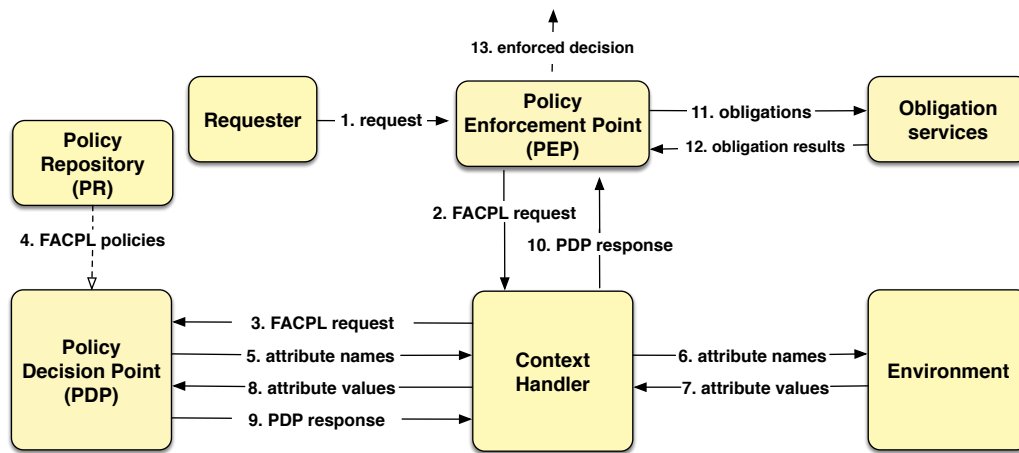 13. enforced decision
Requester
1. request
Policy
Enforcement Point
(PEP)
11. obligations
12. obligation results
Obligation
services
Policy
Repository
(PR)
4. FACPL policies
2. FACPL request
10. PDP response
Policy
Decision Point
(PDP)
3. FACPL request
5. attribute names
8. attribute values
9. PDP response
Context
Handler
6. attribute names
7. attribute values
Environment